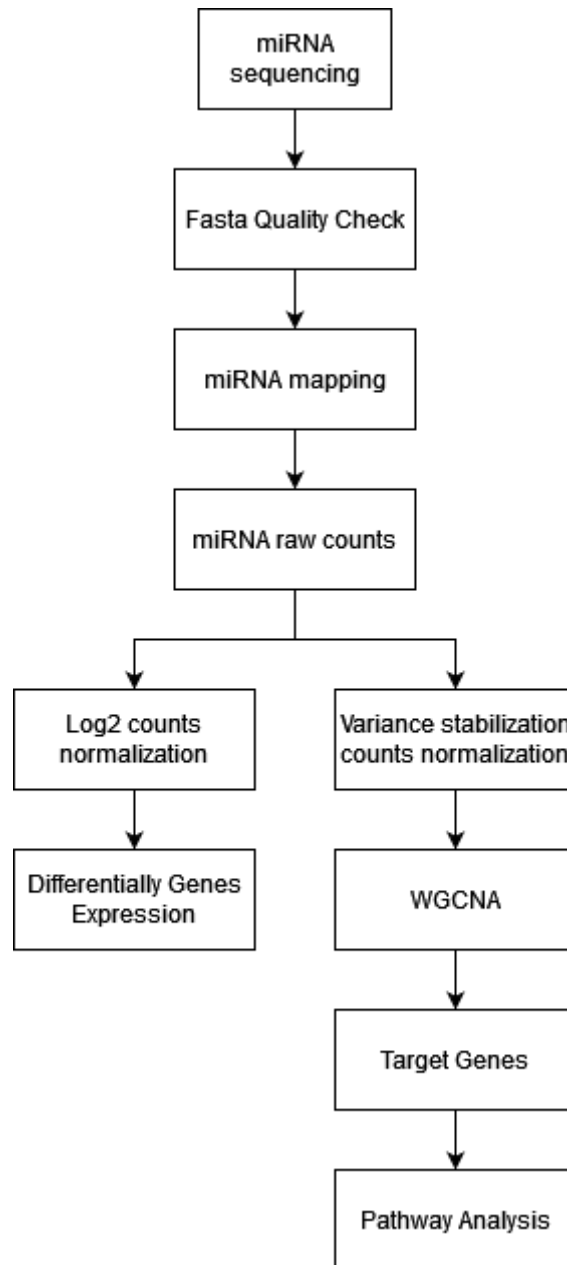 miRNA
sequencing
Fasta Quality Check
miRNA mapping
miRNA raw counts
Log2 counts
normalization
Variance stabilization
counts normalization
Differentially Genes
Expression
WGCNA
Target Genes
Pathway Analysis